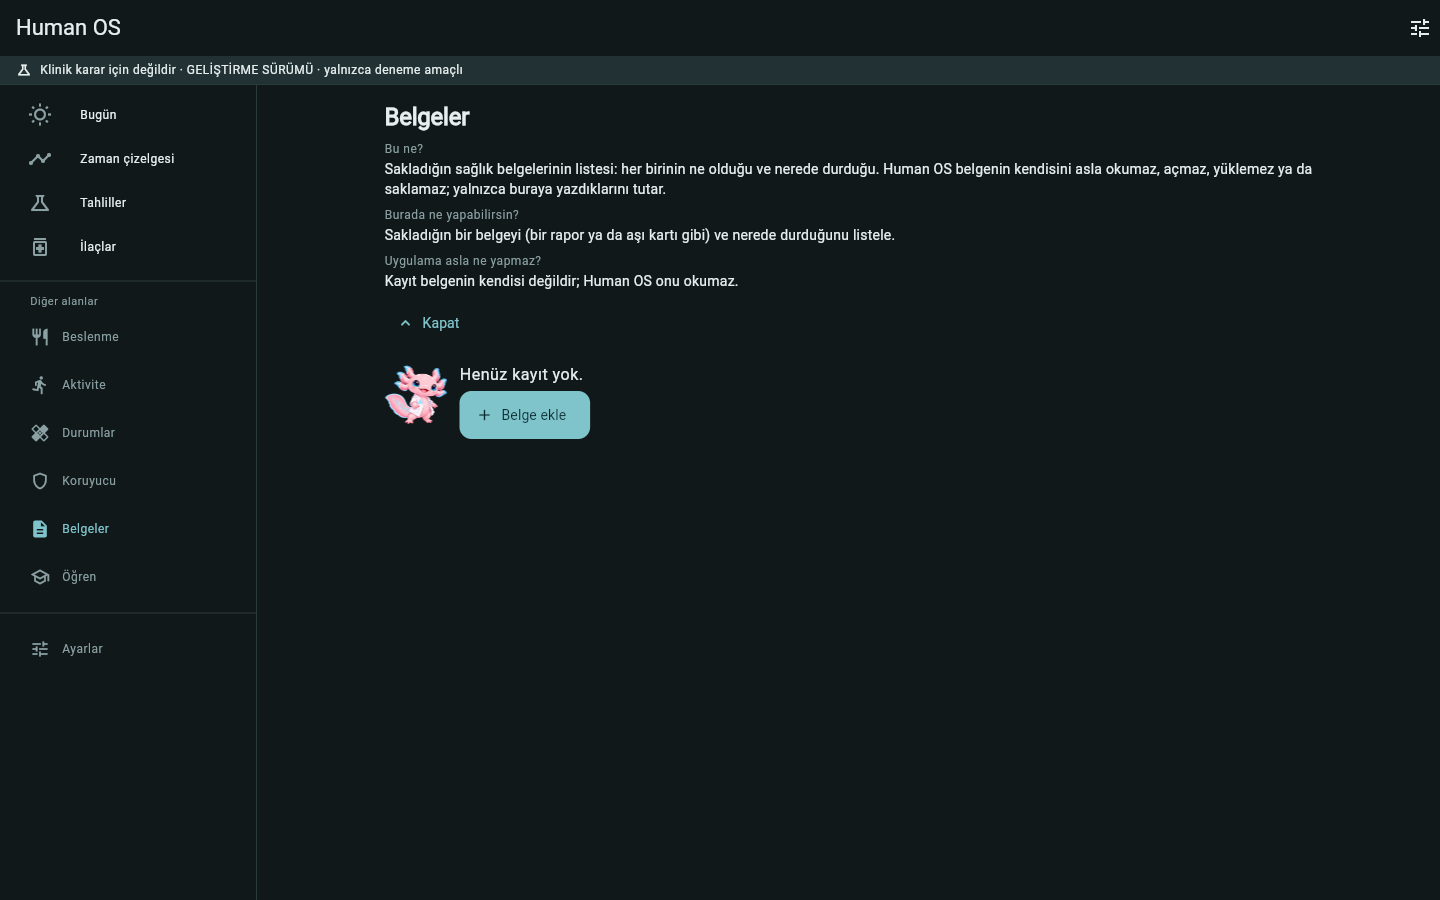 Human OS
Klinik karar için değildir · GELİŞTİRME SÜRÜMÜ · yalnızca deneme amaçlı
Bugün
Zaman çizelgesi
Tahliller
İlaçlar
Diğer alanlar
Beslenme
Aktivite
Durumlar
Koruyucu
Belgeler
Öğren
Ayarlar
Belgeler
Bu ne?
Sakladığın sağlık belgelerinin listesi: her birinin ne olduğu ve nerede durduğu. Human OS belgenin kendisini asla okumaz, açmaz, yüklemez ya da
saklamaz; yalnızca buraya yazdıklarını tutar.
Burada ne yapabilirsin?
Sakladığın bir belgeyi (bir rapor ya da aşı kartı gibi) ve nerede durduğunu listele.
Uygulama asla ne yapmaz?
Kayıt belgenin kendisi değildir; Human OS onu okumaz.
Kapat
Henüz kayıt yok.
Belge ekle